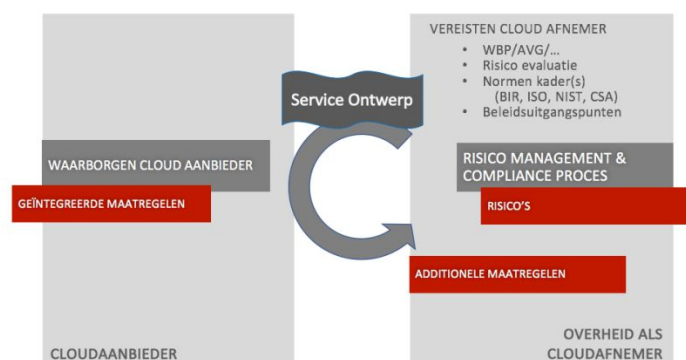 VEREISTEN CLOUD AFNEMER
• WBP/AVG/...
• Risico evaluatie
• Normen kader(s)
(BIR, ISO, NIST, CSA)
• Beleidsuitgangspunten
Service Ontwerp
WAARBORGEN CLOUD AANBIEDER
GEÏNTEGREERDE MAATREGELEN
RISICO MANAGEMENT &
COMPLIANCE PROCES
RISICO'S
ADDITIONELE MAATREGELEN
CLOUDAANBIEDER
OVERHEID ALS
CLOUDAFNEMER